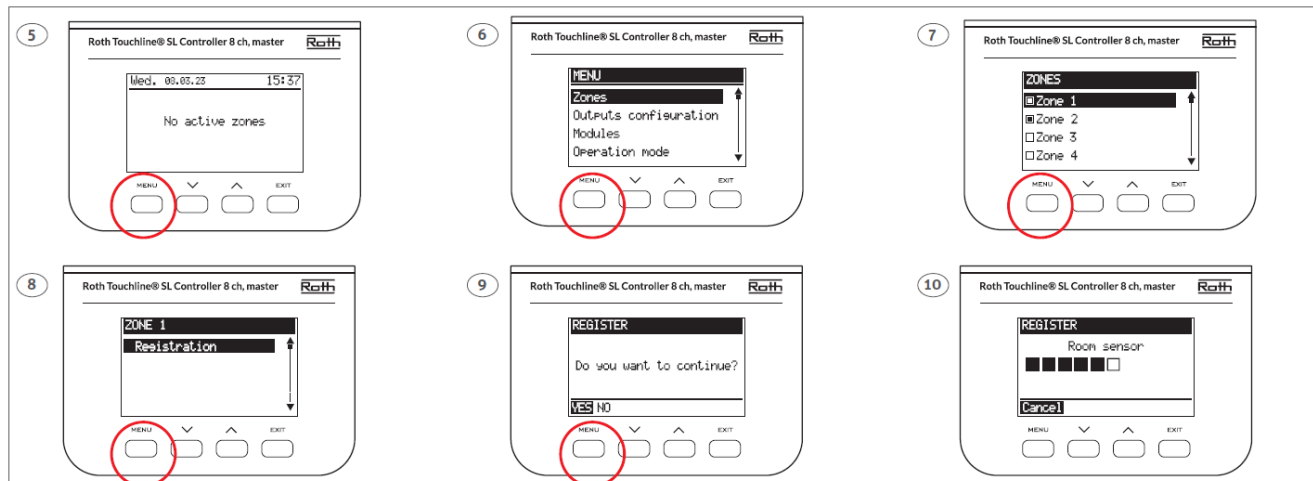 5
Roth Touchline® SL Controller 8 ch, master Roth
Wed. 08.03.23 15:37
No active zones
MENU EXIT
6
Roth Touchline® SL Controller 8 ch, master Roth
MENU
Zones
Outputs configuration
Modules
Operation mode
MENU EXIT
7
Roth Touchline® SL Controller 8 ch, master Roth
ZONES
Zone 1
Zone 2
Zone 3
Zone 4
MENU EXIT
8
Roth Touchline® SL Controller 8 ch, master Roth
ZONE 1
Registration
MENU EXIT
9
Roth Touchline® SL Controller 8 ch, master Roth
REGISTER
Do you want to continue?
YES NO
MENU EXIT
10
Roth Touchline® SL Controller 8 ch, master Roth
REGISTER
Room sensor
Cancel
MENU EXIT